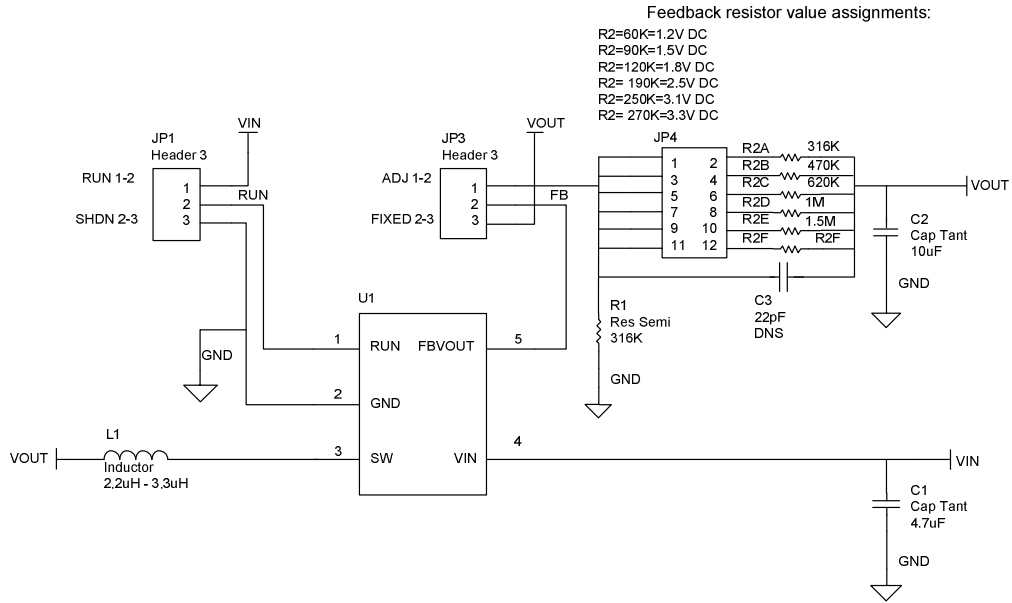 Feedback resistor value assignments:
R2=60K=1.2V DC
R2=90K=1.5V DC
R2=120K=1.8V DC
R2= 190K=2.5V DC
R2=250K=3.1V DC
R2= 270K=3.3V DC
VIN
JP1
Header 3
RUN 1-2
1
2
3
RUN
SHDN 2-3
VOUT
JP3
Header 3
ADJ 1-2
1
2
3
FB
FIXED 2-3
JP4
1 2
3 4
5 6
7 8
9 10
11 12
R2A 316K
R2B 470K
R2C 620K
R2D 1M
R2E 1.5M
R2F R2F
VOUT
C2
Cap Tant
10uF
GND
C3
22pF
DNS
R1
Res Semi
316K
GND
U1
1 RUN FBVOUT 5
GND
2 GND
3 SW VIN 4
VOUT
L1
Inductor
2.2uH - 3.3uH
VIN
C1
Cap Tant
4.7uF
GND